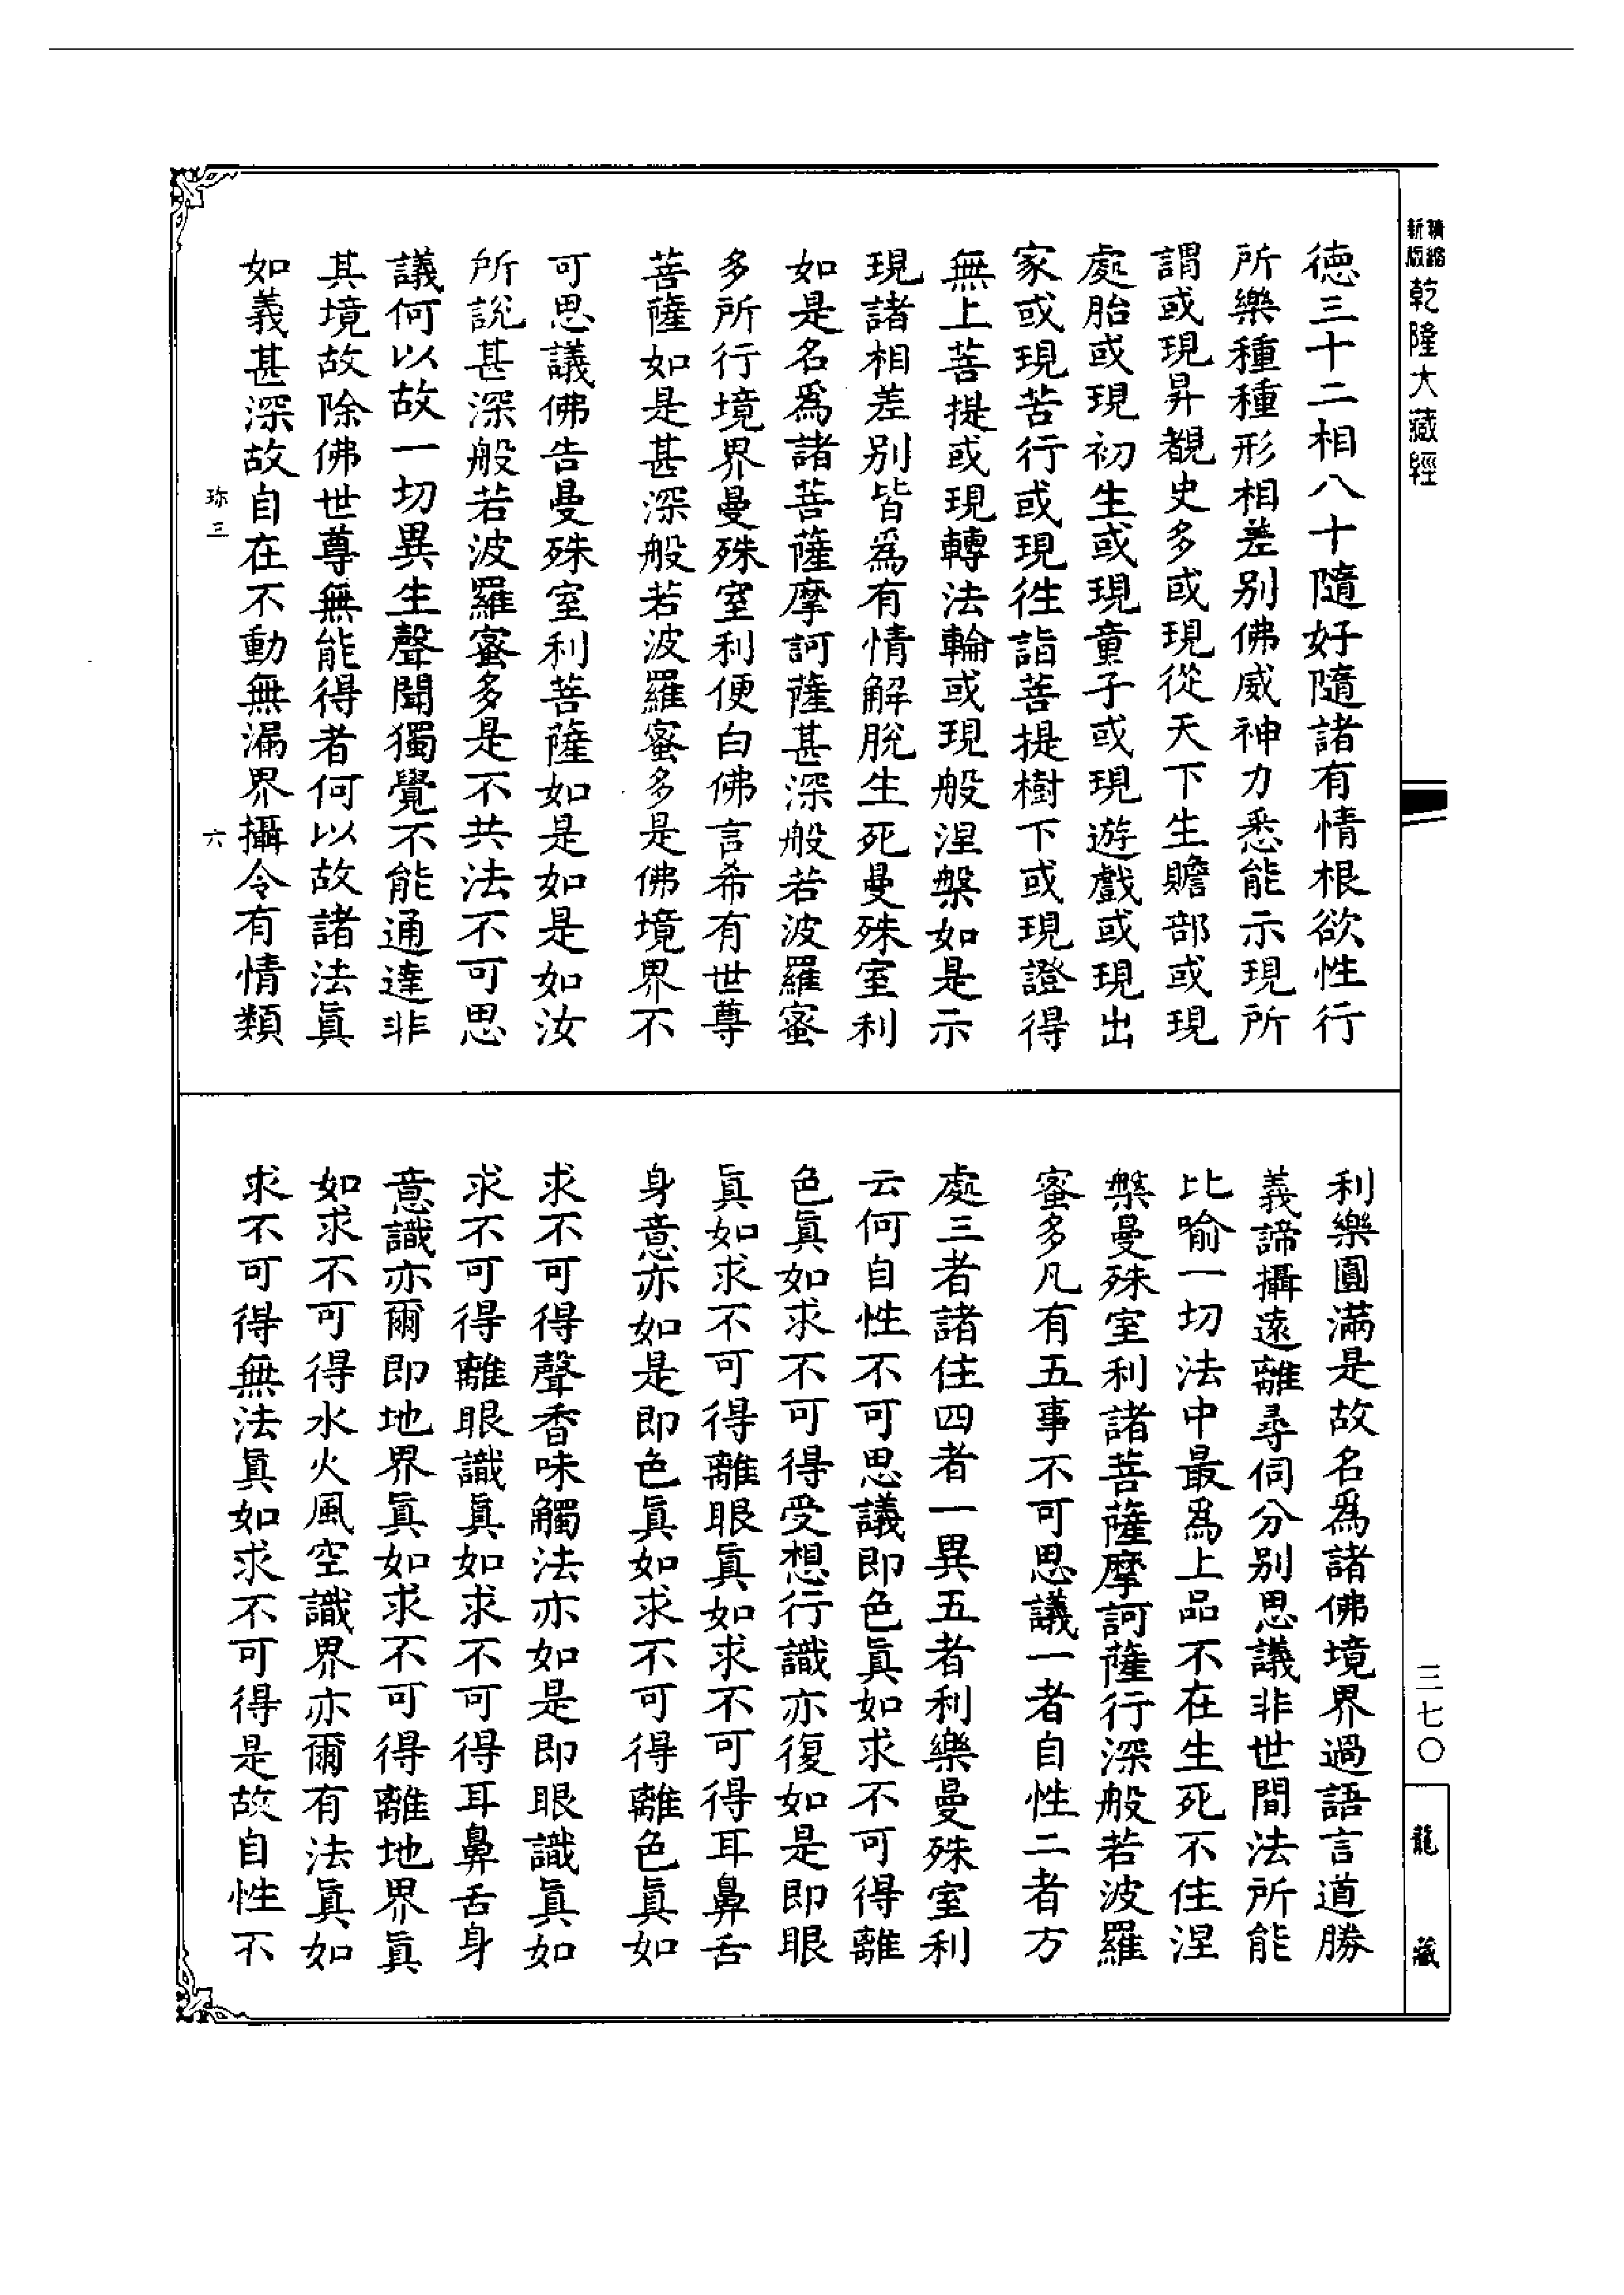 精縮新版
乾隆大藏經
德三十二相八十隨好隨諸有情根欲性行
所樂種種形相差別佛威神力悉能示現所
謂或現昇覩史多或現從天下生贍部或現
處胎或現初生或現童子或現遊戲或現出
家或現苦行或現往詣菩提樹下或現證得
無上菩提或現轉法輪或現般涅槃如是示
現諸相差別皆爲有情解脫生死曼殊室利
如是名爲諸菩薩摩訶薩甚深般若波羅蜜
多所行境界曼殊室利便白佛言希有世尊
菩薩如是甚深般若波羅蜜多是佛境界不
可思議佛告曼殊室利菩薩如是如是如汝
所說甚深般若波羅蜜多是不共法不可思
議何以故一切異生聲聞獨覺不能通達非
其境故除佛世尊無能得者何以故諸法眞
如義甚深故自在不動無漏界攝令有情類
珎三
六
利樂圓滿是故名爲諸佛境界過語言道勝
義諦攝遠離尋伺分別思議非世間法所能
比喻一切法中最爲上品不在生死不住涅
槃曼殊室利諸菩薩摩訶薩行深般若波羅
蜜多凡有五事不可思議一者自性二者方
處三者諸住四者一異五者利樂曼殊室利
云何自性不可思議即色眞如求不可得離
色眞如求不可得受想行識亦復如是即眼
眞如求不可得離眼眞如求不可得耳鼻舌
身意亦如是即色眞如求不可得離色眞如
求不可得聲香味觸法亦如是即眼識眞如
求不可得離眼識眞如求不可得耳鼻舌身
意識亦爾即地界眞如求不可得離地界眞
如求不可得水火風空識界亦爾有法眞如
求不可得無法眞如求不可得是故自性不
三七〇
龍藏